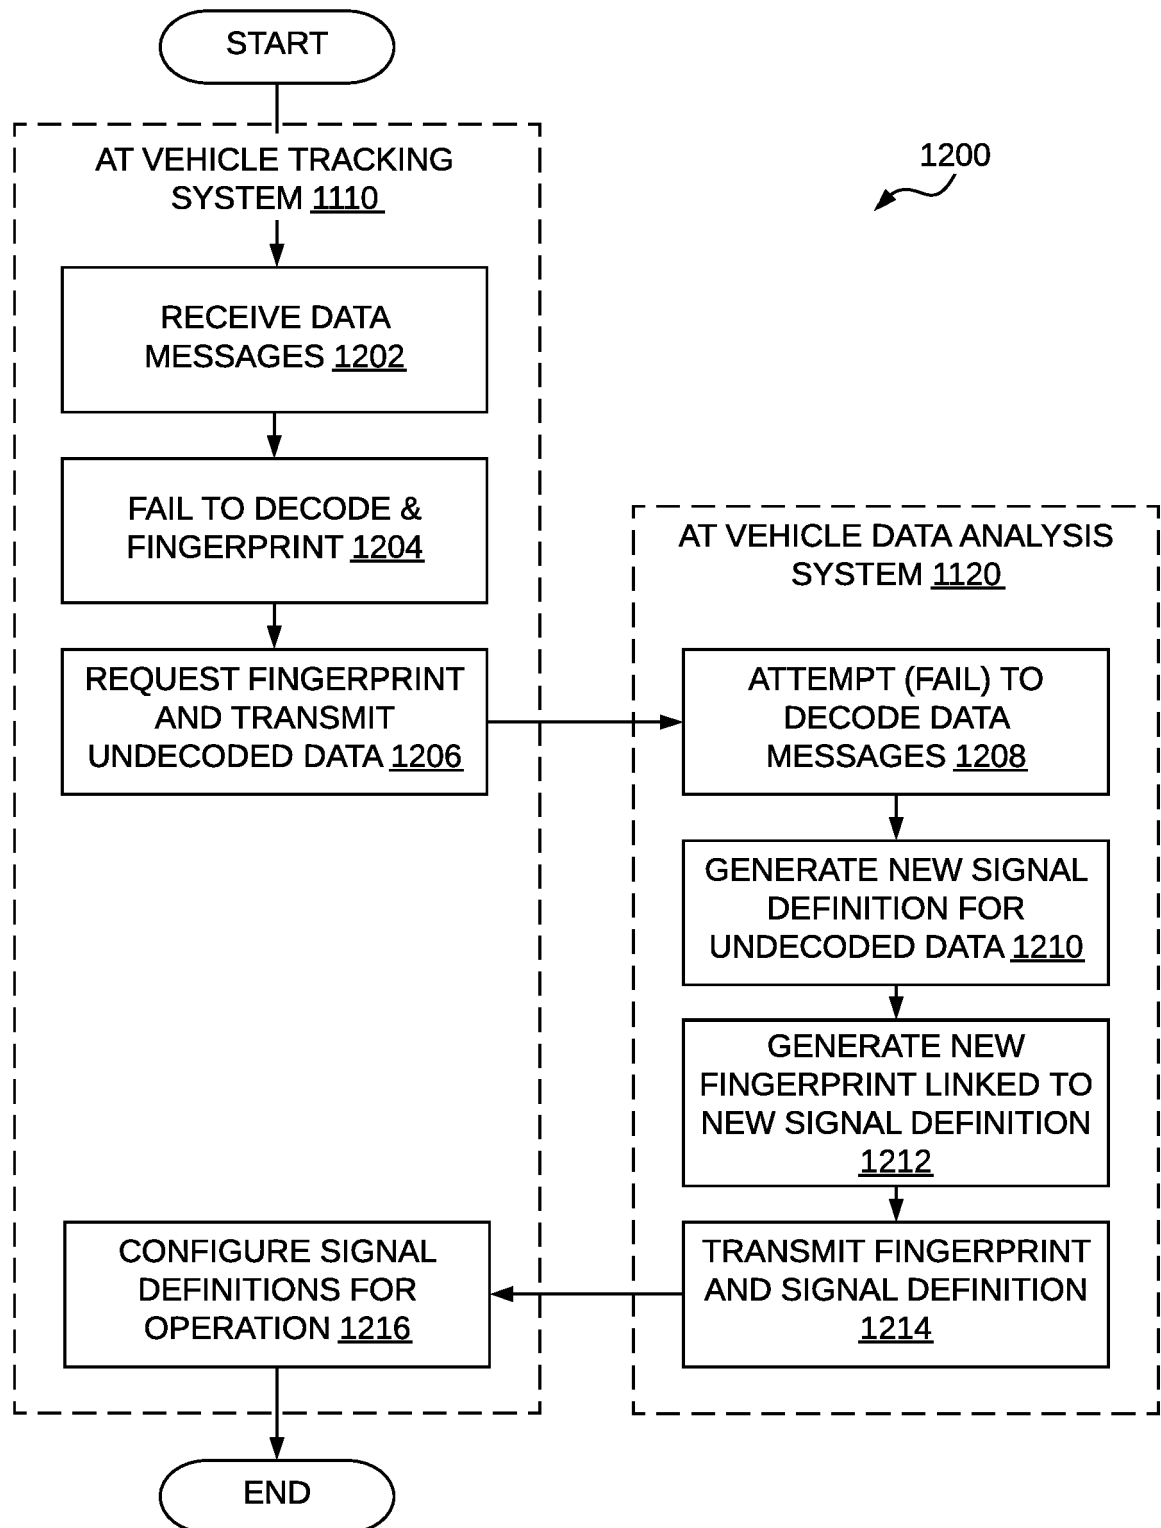 START
AT VEHICLE TRACKING
SYSTEM 1110
1200
RECEIVE DATA
MESSAGES 1202
FAIL TO DECODE &
FINGERPRINT 1204
REQUEST FINGERPRINT
AND TRANSMIT
UNDECODED DATA 1206
AT VEHICLE DATA ANALYSIS
SYSTEM 1120
ATTEMPT (FAIL) TO
DECODE DATA
MESSAGES 1208
GENERATE NEW SIGNAL
DEFINITION FOR
UNDECODED DATA 1210
GENERATE NEW
FINGERPRINT LINKED TO
NEW SIGNAL DEFINITION
1212
TRANSMIT FINGERPRINT
AND SIGNAL DEFINITION
1214
CONFIGURE SIGNAL
DEFINITIONS FOR
OPERATION 1216
END